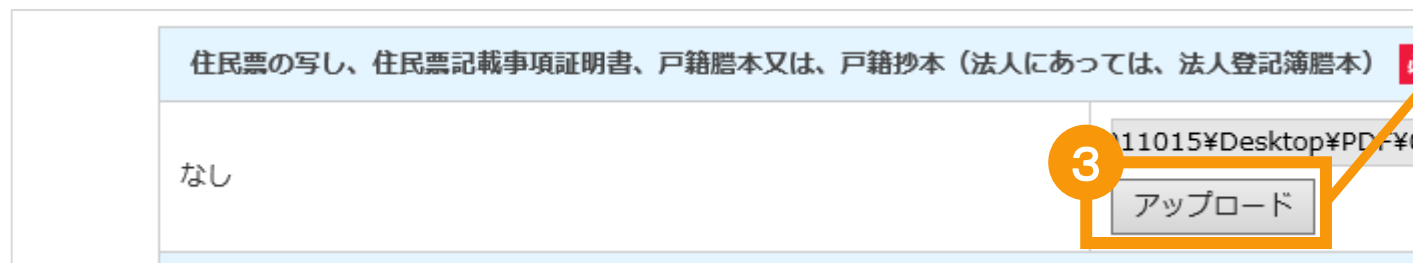 住民票の写し、住民票記載事項証明書、戸籍謄本又は、戸籍抄本（法人にあっては、法人登記簿謄本）
なし
11015¥Desktop¥PDF¥
3
アップロード